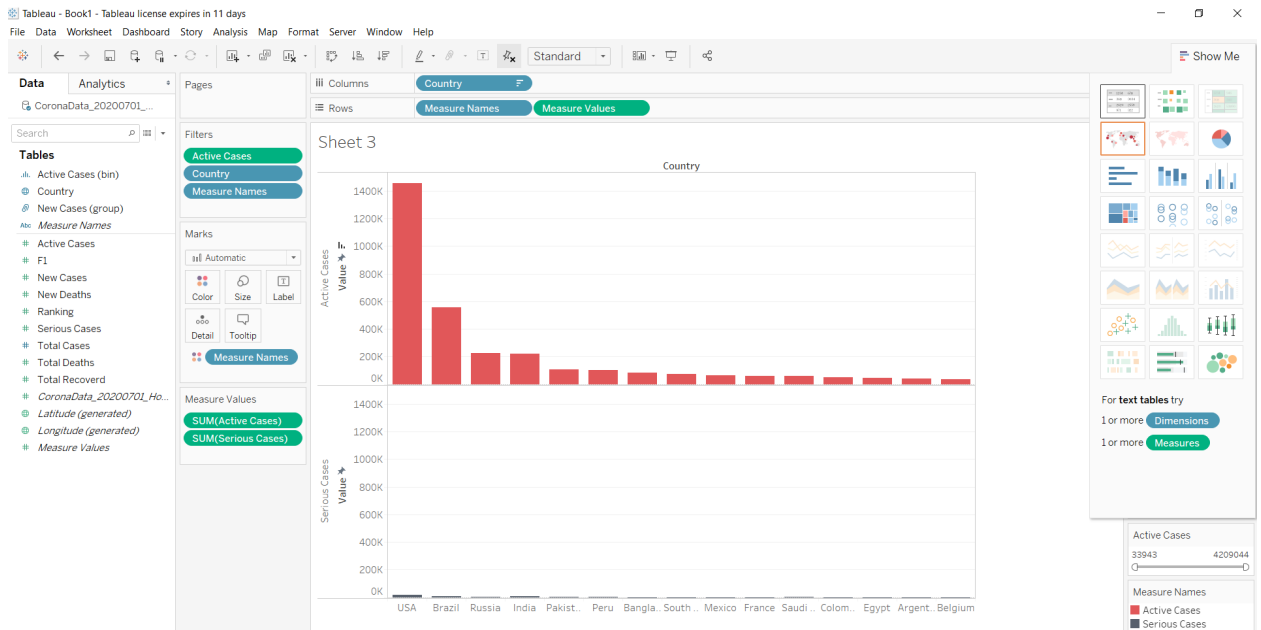 Tableau - Book1 - Tableau license expires in 11 days
File Data Worksheet Dashboard Story Analysis Map Format Server Window Help
Standard
Show Me
Data Analytics
CoronaData_20200701_...
Search
Tables
Active Cases (bin)
Country
New Cases (group)
Abc Measure Names
Active Cases
F1
New Cases
New Deaths
Ranking
Serious Cases
Total Cases
Total Deaths
Total Recoverd
CoronaData_20200701_Ho...
Latitude (generated)
Longitude (generated)
Measure Values
Pages
Filters
Active Cases
Country
Measure Names
Marks
Automatic
Color Size Label
Detail Tooltip
Measure Names
Measure Values
SUM(Active Cases)
SUM(Serious Cases)
Columns Country
Rows Measure Names Measure Values
Sheet 3
Country
Active Cases
Value
1400K
1200K
1000K
800K
600K
400K
200K
0K
Serious Cases
Value
1400K
1200K
1000K
800K
600K
400K
200K
0K
USA Brazil Russia India Pakist.. Peru Bangla.. South .. Mexico France Saudi .. Colom.. Egypt Argent.. Belgium
For text tables try
1 or more Dimensions
1 or more Measures
Active Cases
33943 4209044
Measure Names
Active Cases
Serious Cases